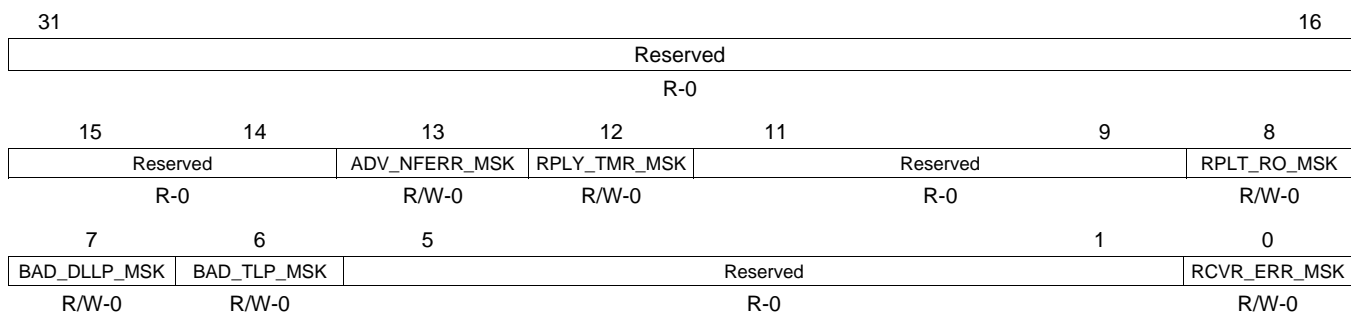 31 16
Reserved
R-0
15 14 13 12 11 9 8
Reserved ADV_NFERR_MSK RPLY_TMR_MSK Reserved RPLT_RO_MSK
R-0 R/W-0 R/W-0 R-0 R/W-0
7 6 5 1 0
BAD_DLLP_MSK BAD_TLP_MSK Reserved RCVR_ERR_MSK
R/W-0 R/W-0 R-0 R/W-0